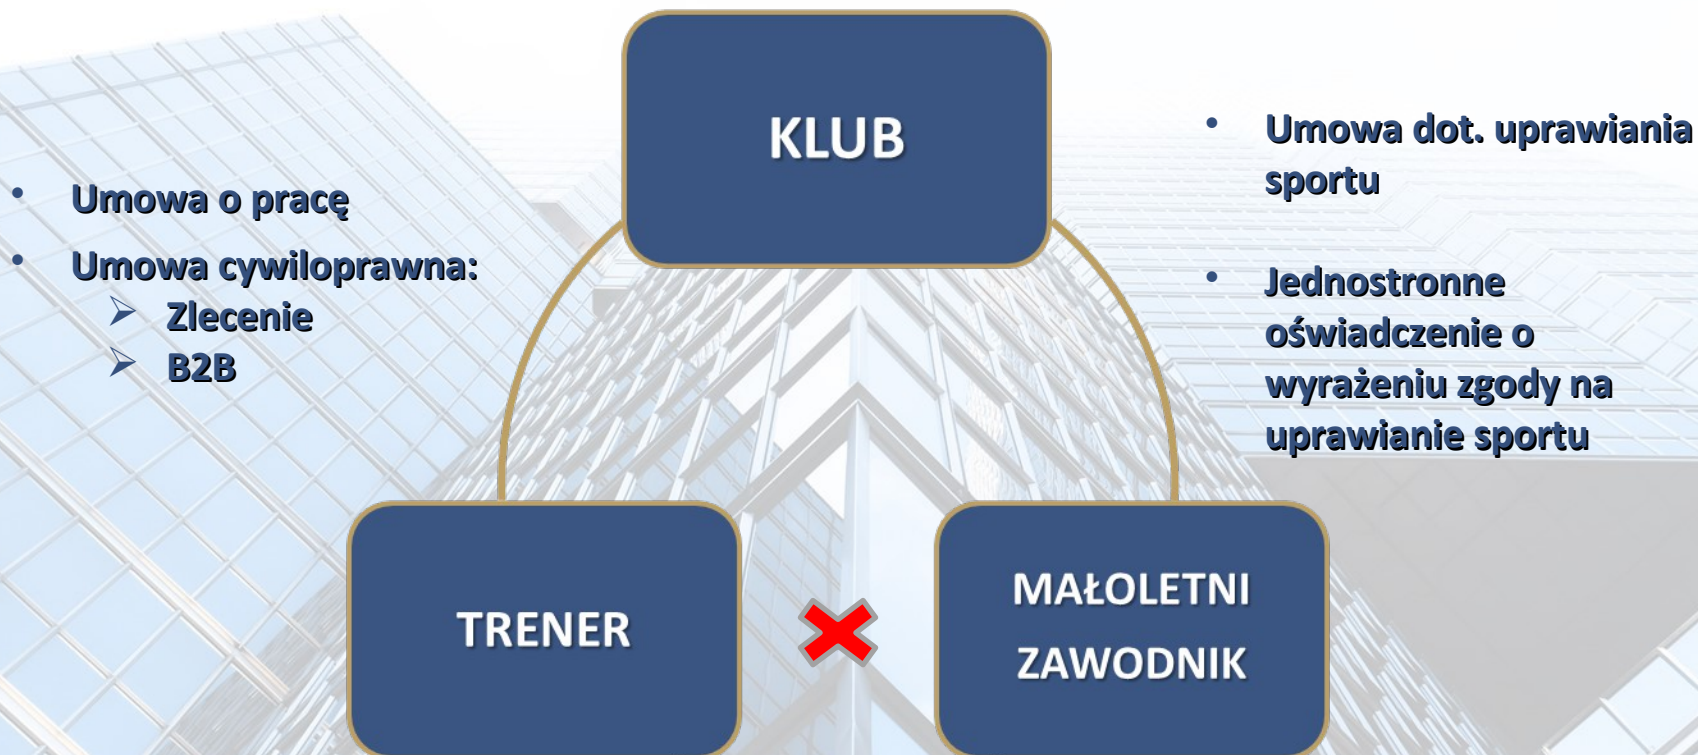 KLUB
• Umowa o pracę
• Umowa cywiloprawna:
➢ Zlecenie
➢ B2B
• Umowa dot. uprawiania
sportu
• Jednostronne
oświadczenie o
wyrażeniu zgody na
uprawianie sportu
TRENER
MAŁOLETNI
ZAWODNIK